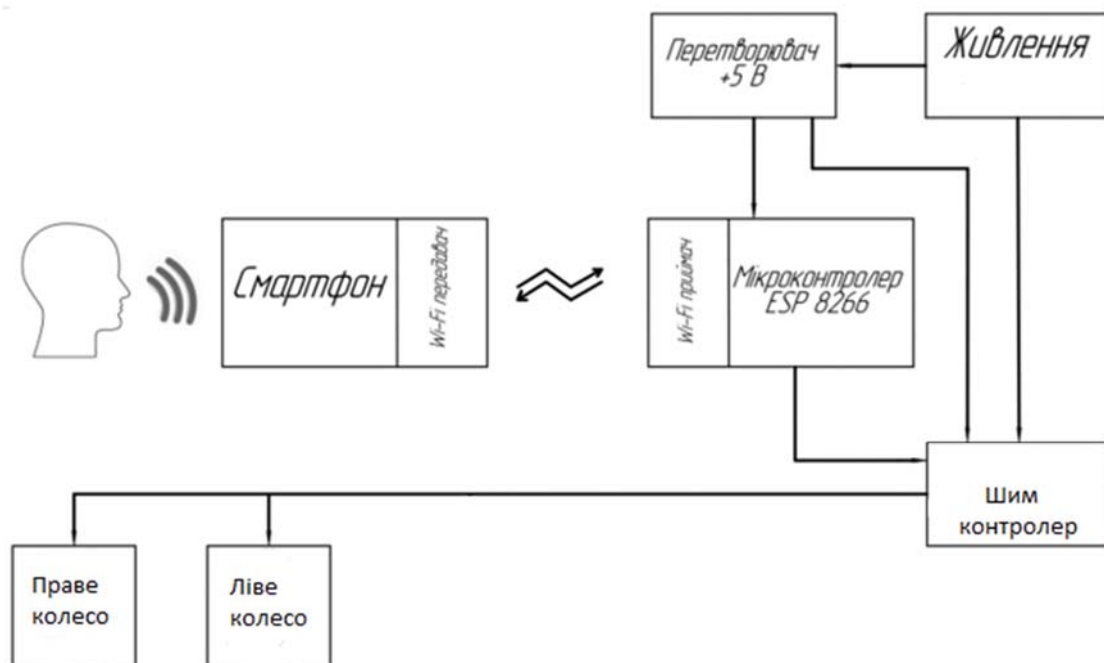 Перетворювач
+5 В
Живлення
Смартфон
Wi-Fi передавач
Wi-Fi приймач
Мікроконтролер
ESP 8266
Шим
контролер
Праве
колесо
Ліве
колесо